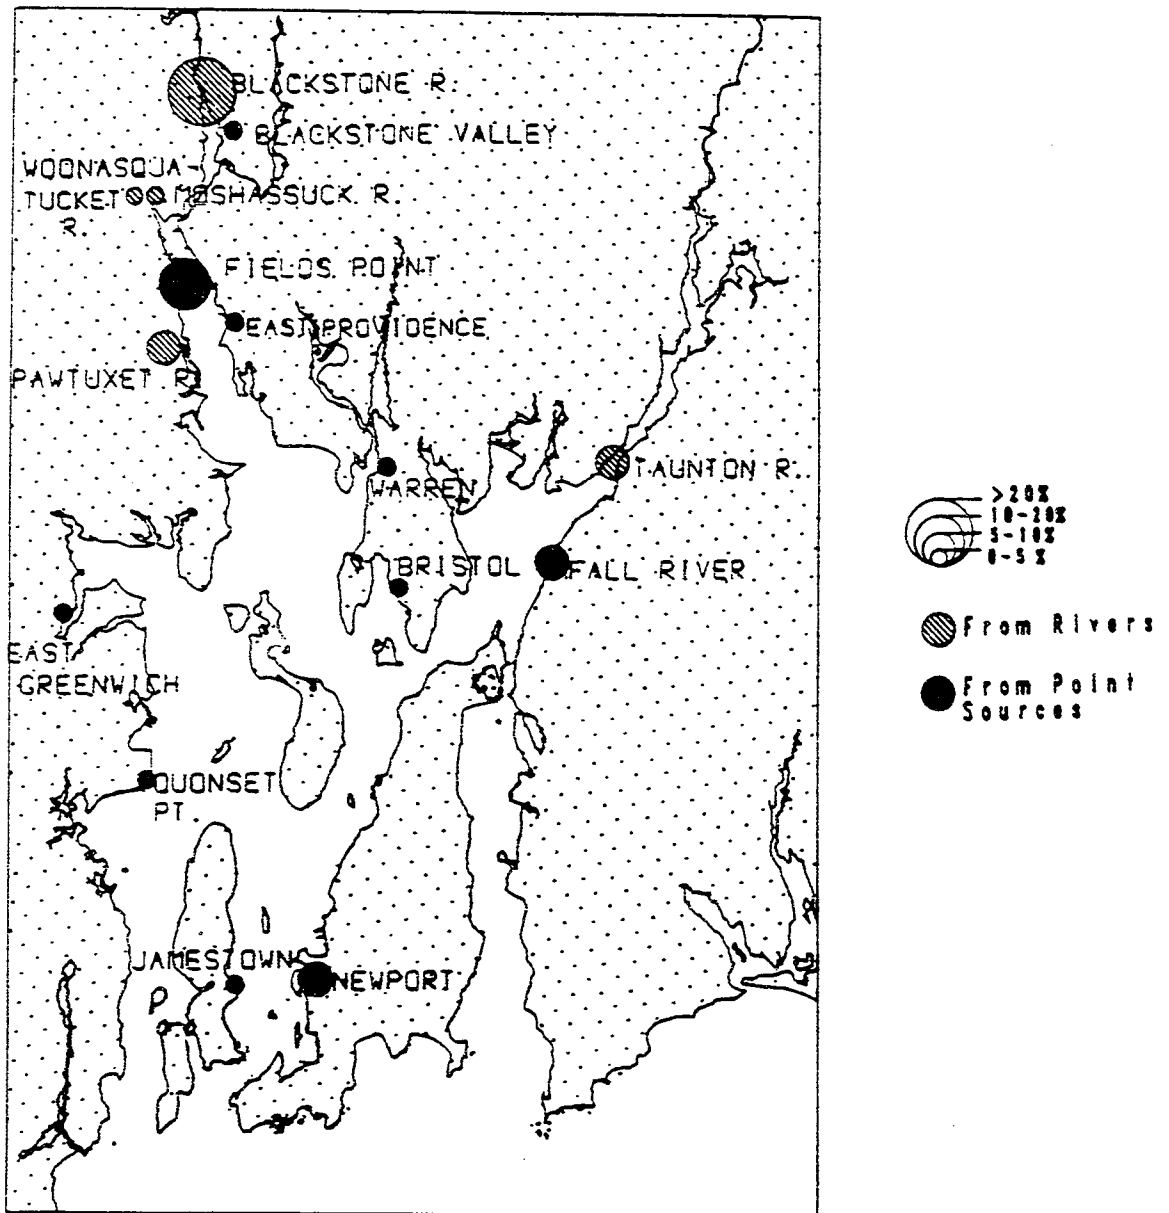 BLACKSTONE R.
BLACKSTONE VALLEY
WOONASQUA-
TUCKET
R.
MOSHASSUCK R.
FIELDS POINT
EAST PROVIDENCE
PAWTUXET R.
TAUNTON R.
WARREN
BRISTOL
FALL RIVER
EAST
GREENWICH
QUONSET
PT.
JAMESTOWN
NEWPORT
P
>20%
10-20%
5-10%
0-5 %
From Rivers
From Point
Sources